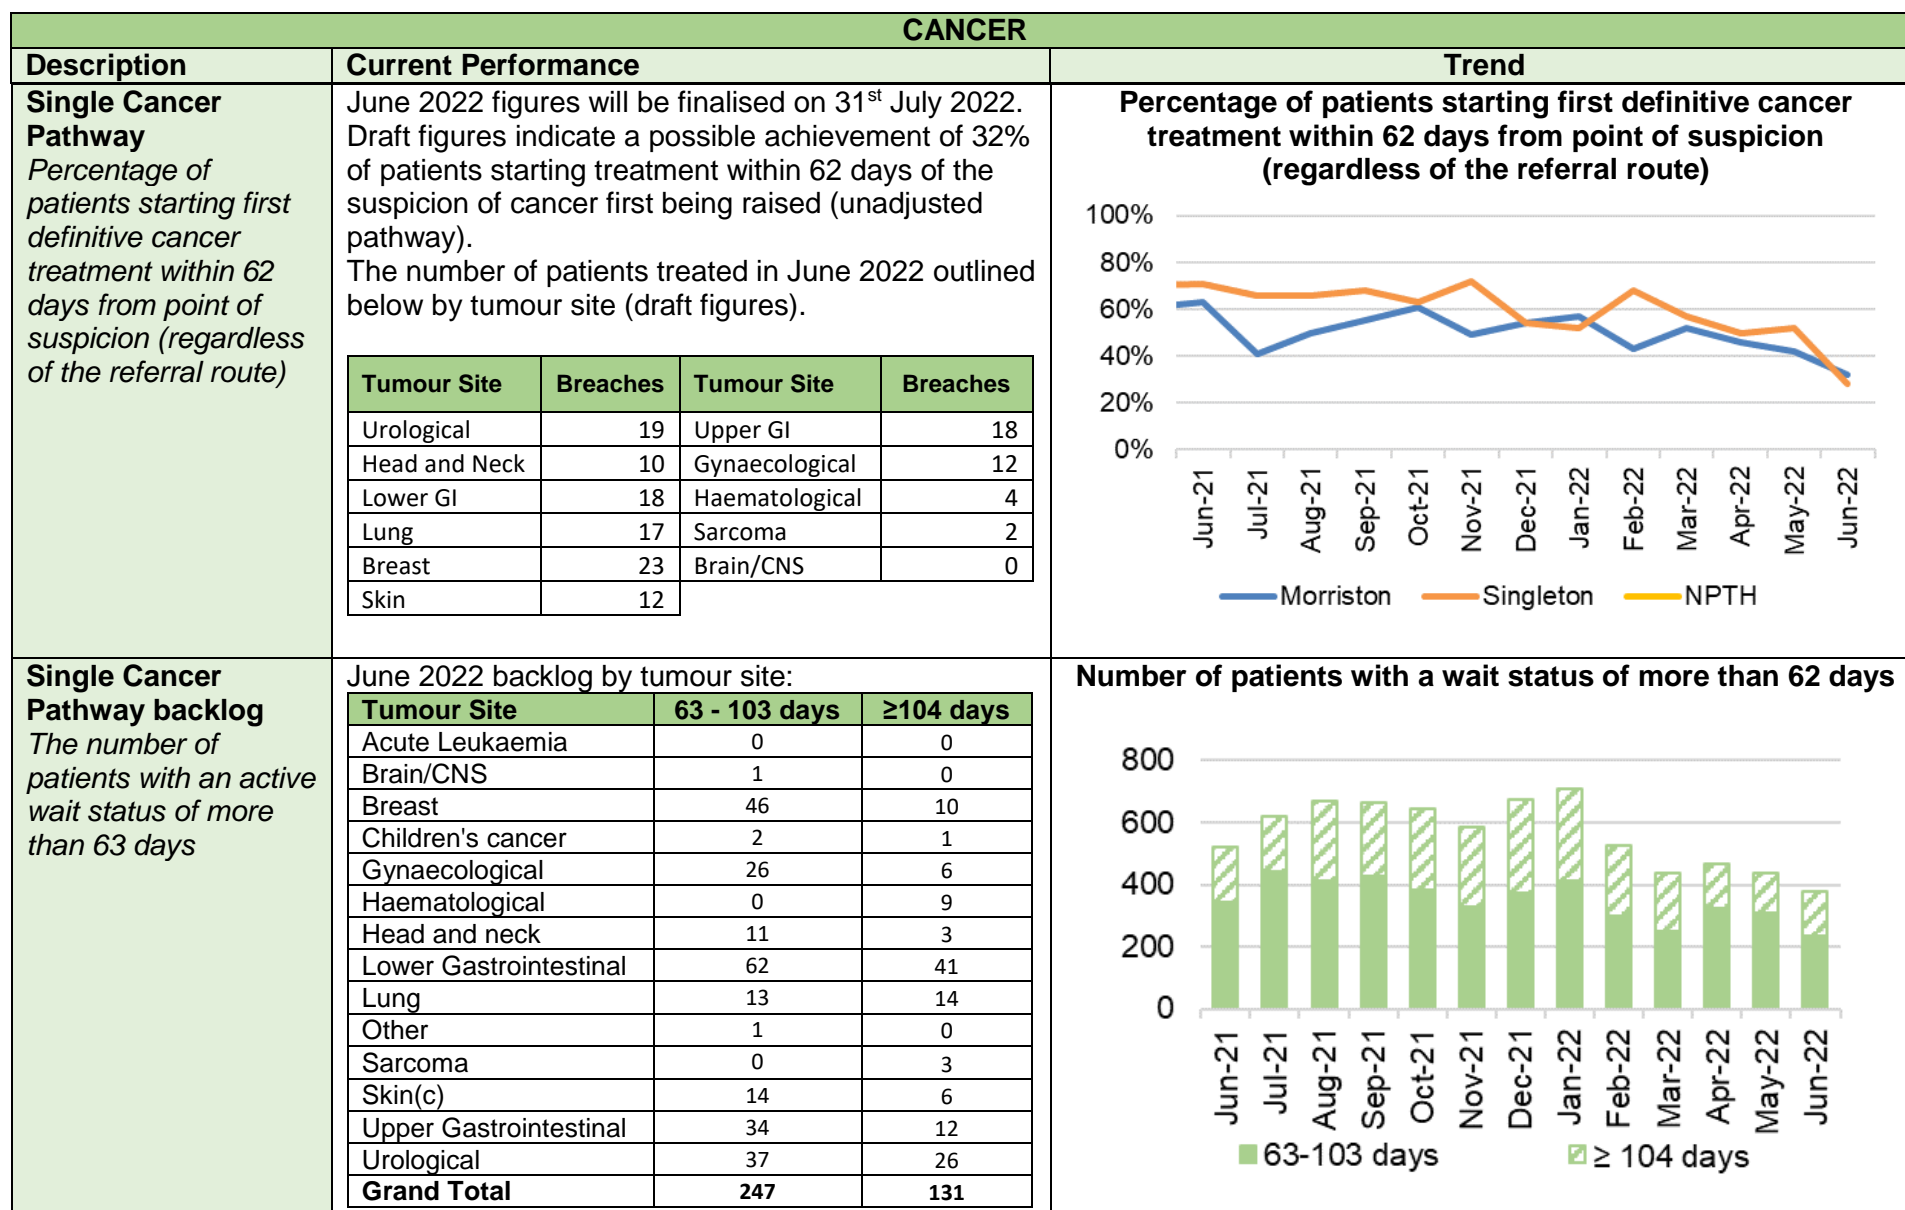 CANCER
Description Current Performance Trend
Single Cancer
Pathway
Percentage of
patients starting first
definitive cancer
treatment within 62
days from point of
suspicion (regardless
of the referral route)
June 2022 figures will be finalised on 31st July 2022.
Draft figures indicate a possible achievement of 32%
of patients starting treatment within 62 days of the
suspicion of cancer first being raised (unadjusted
pathway).
The number of patients treated in June 2022 outlined
below by tumour site (draft figures).
Tumour Site Breaches Tumour Site Breaches
Urological 19 Upper GI 18
Head and Neck 10 Gynaecological 12
Lower GI 18 Haematological 4
Lung 17 Sarcoma 2
Breast 23 Brain/CNS 0
Skin 12
Percentage of patients starting first definitive cancer
treatment within 62 days from point of suspicion
(regardless of the referral route)
100%
80%
60%
40%
20%
0%
Jun-21 Jul-21 Aug-21 Sep-21 Oct-21 Nov-21 Dec-21 Jan-22 Feb-22 Mar-22 Apr-22 May-22 Jun-22
Morriston Singleton NPTH
Single Cancer
Pathway backlog
The number of
patients with an active
wait status of more
than 63 days
June 2022 backlog by tumour site:
Tumour Site 63 - 103 days ≥104 days
Acute Leukaemia 0 0
Brain/CNS 1 0
Breast 46 10
Children's cancer 2 1
Gynaecological 26 6
Haematological 0 9
Head and neck 11 3
Lower Gastrointestinal 62 41
Lung 13 14
Other 1 0
Sarcoma 0 3
Skin(c) 14 6
Upper Gastrointestinal 34 12
Urological 37 26
Grand Total 247 131
Number of patients with a wait status of more than 62 days
800
600
400
200
0
Jun-21 Jul-21 Aug-21 Sep-21 Oct-21 Nov-21 Dec-21 Jan-22 Feb-22 Mar-22 Apr-22 May-22 Jun-22
63-103 days ≥ 104 days